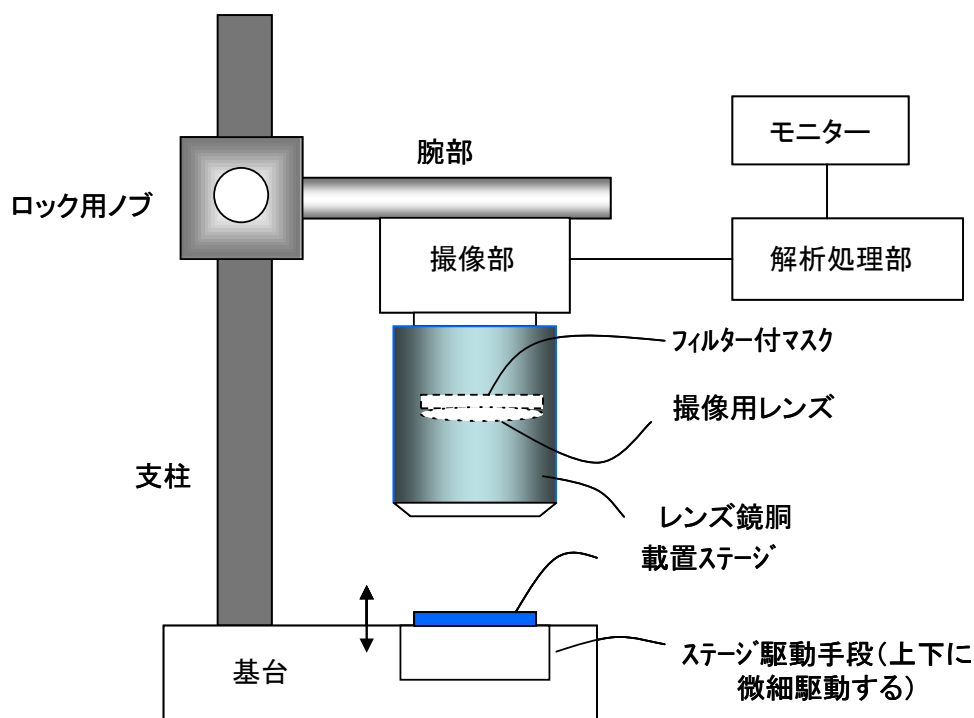 モニター
腕部
ロック用ノブ
撮像部
解析処理部
フィルター付マスク
撮像用レンズ
支柱
レンズ鏡胴
載置ステージ
基台
ステージ駆動手段（上下に
微細駆動する）